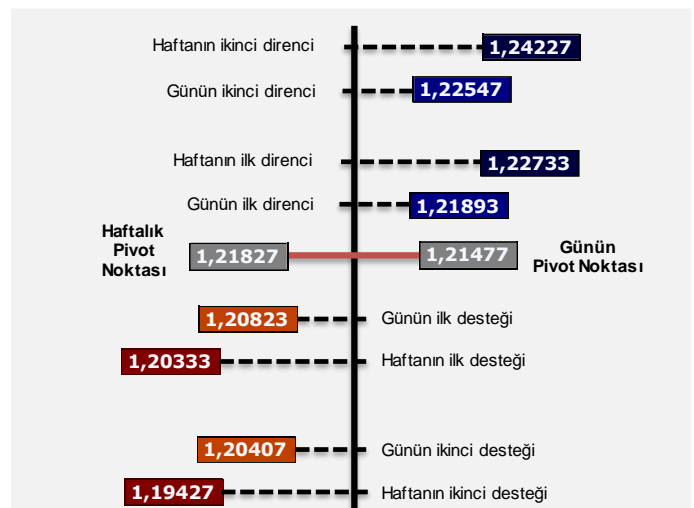 Haftanın ikinci direnci
1,24227
Günün ikinci direnci
1,22547
Haftanın ilk direnci
1,22733
Günün ilk direnci
1,21893
Haftalık
Pivot
Noktası
1,21827
1,21477
Günün
Pivot Noktası
1,20823
Günün ilk desteği
1,20333
Haftanın ilk desteği
1,20407
Günün ikinci desteği
1,19427
Haftanın ikinci desteği